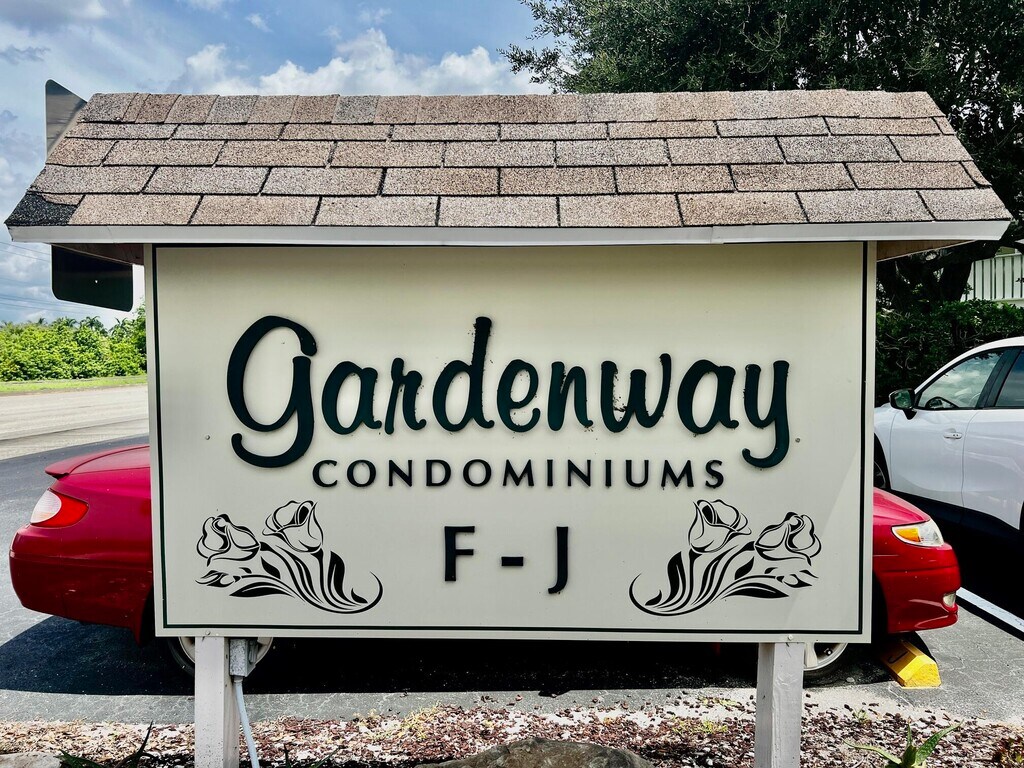 Gardenway
CONDOMINIUMS
F - J